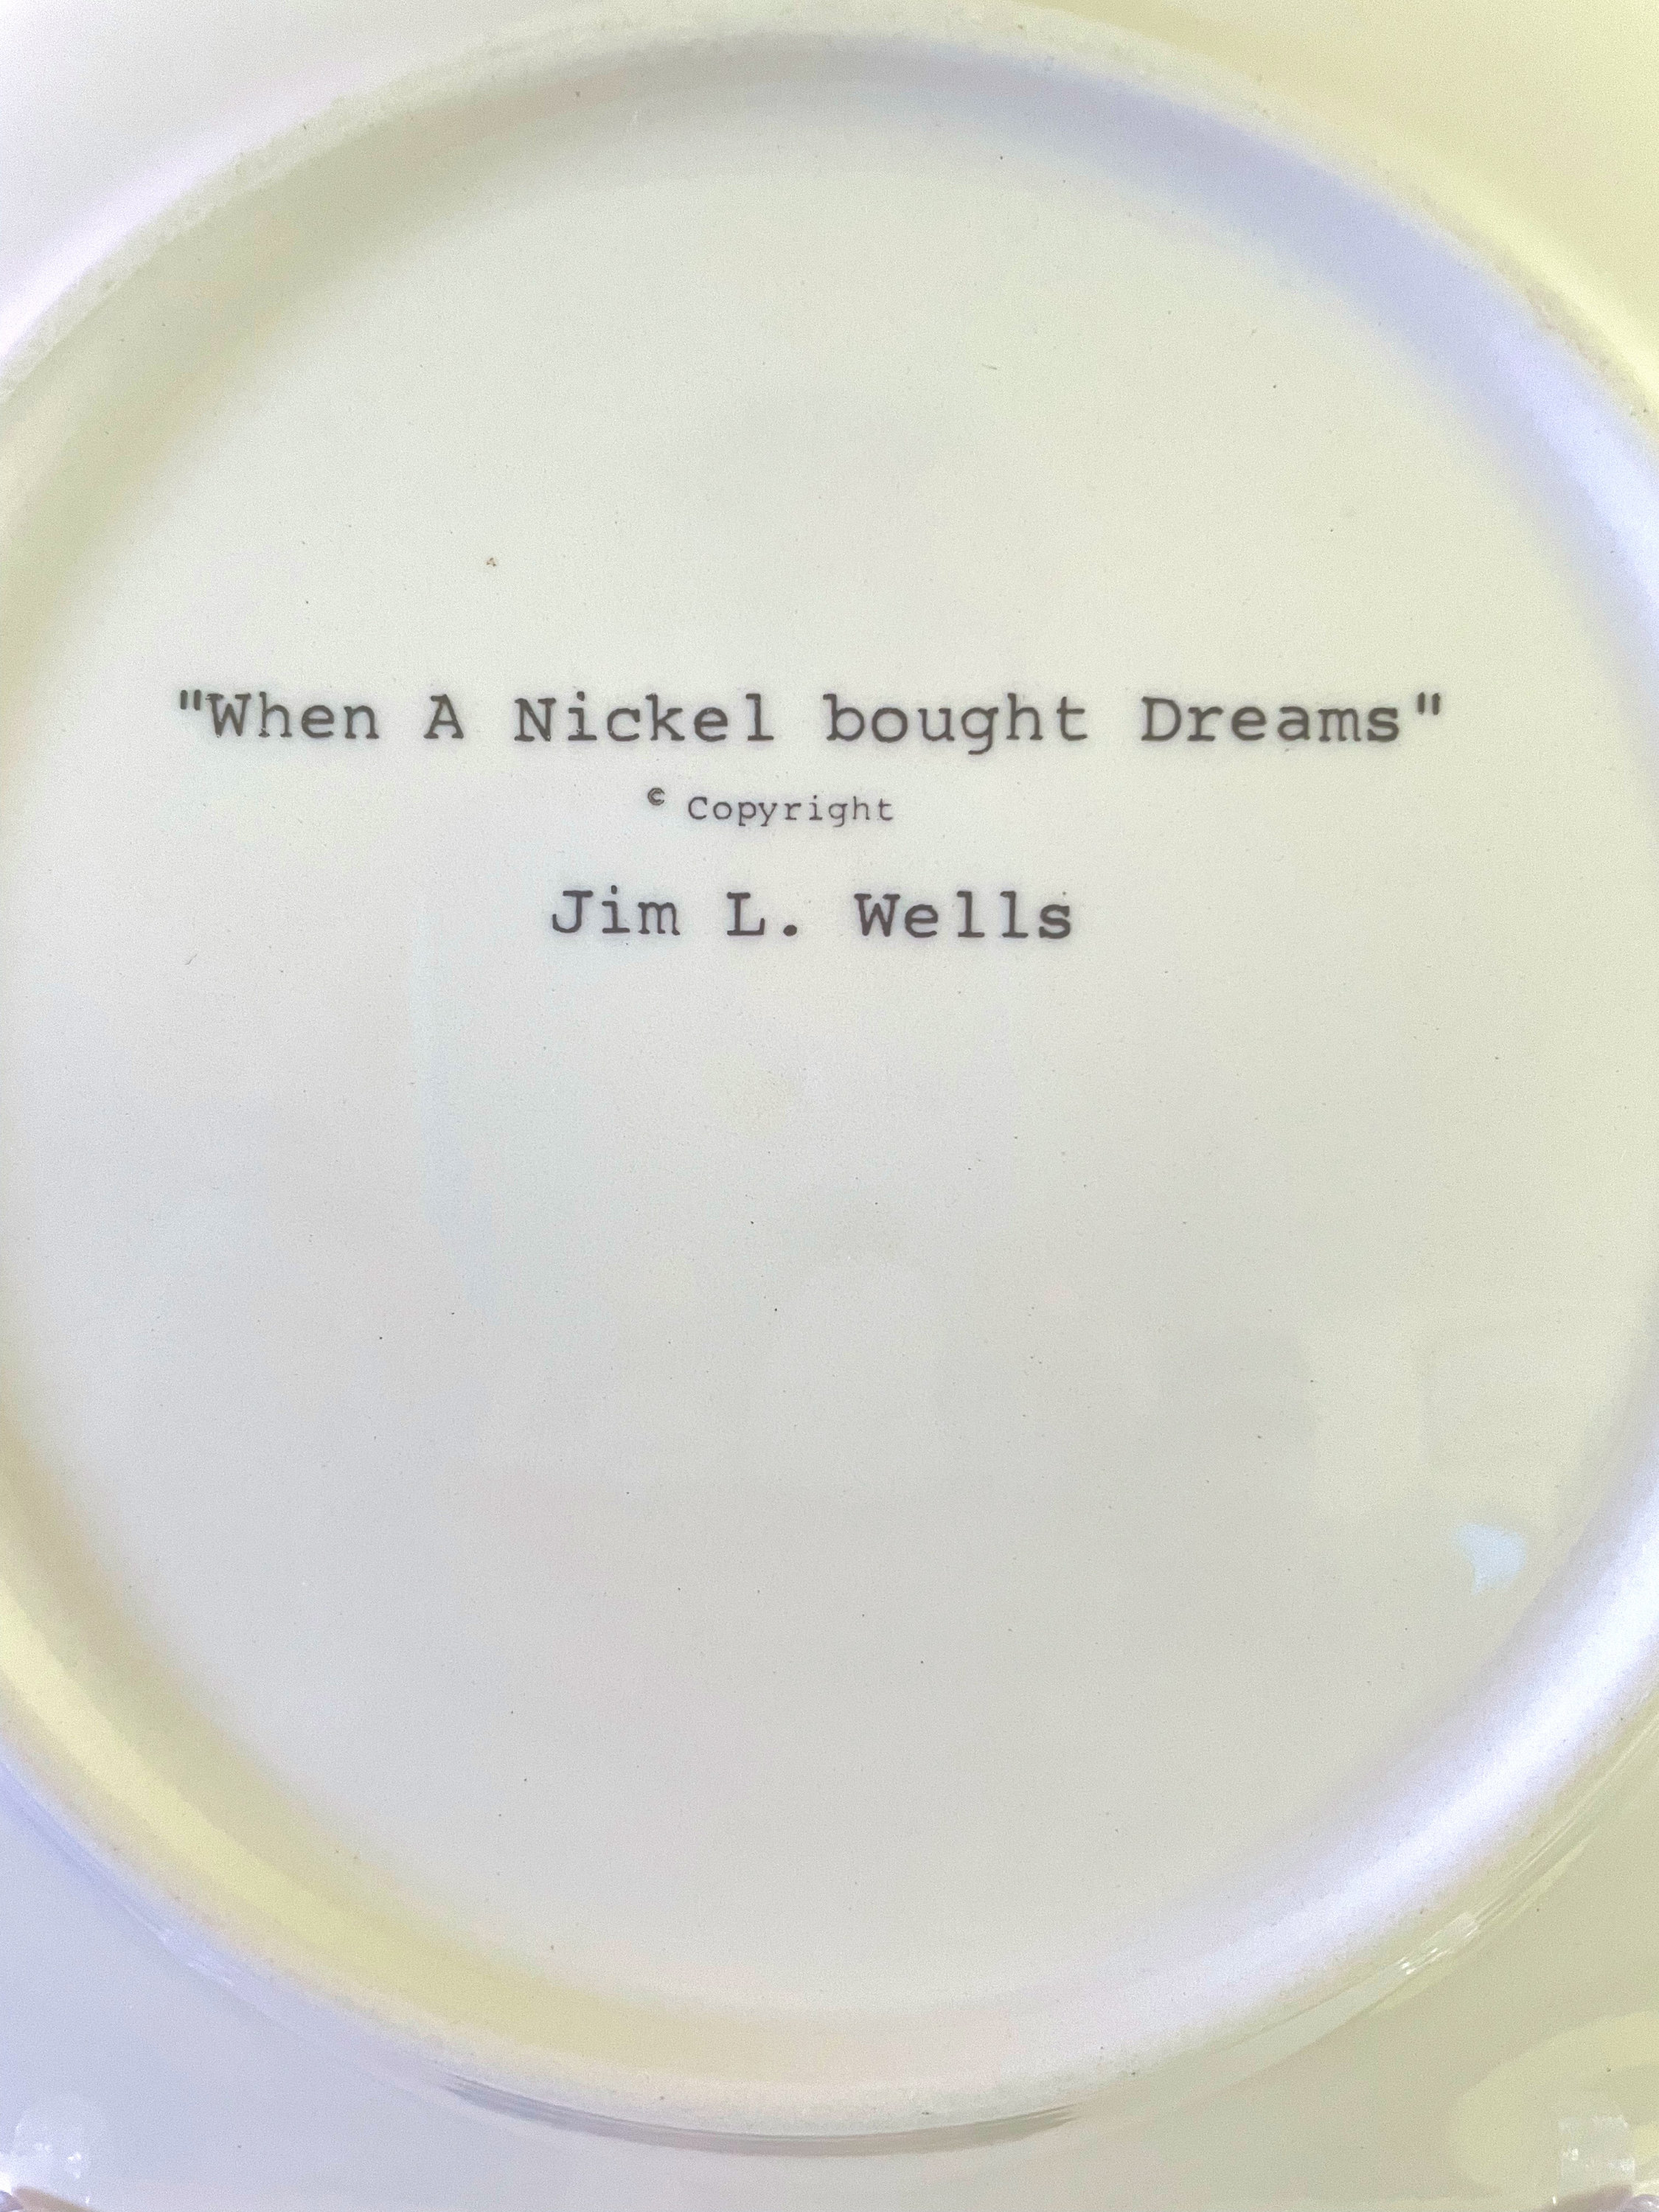 "When A Nickel bought Dreams"
© Copyright
Jim L. Wells